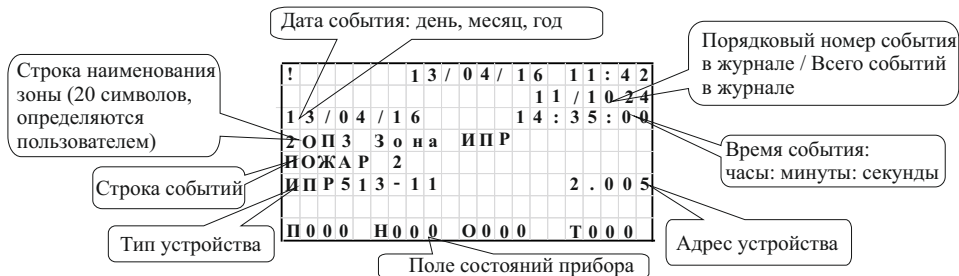 Дата события: день, месяц, год
Порядковый номер события
в журнале / Всего событий
в журнале
Строка наименования
зоны (20 символов,
определяются
пользователем)
! 13/04/16 11:42
11/1024
13/04/16 14:35:00
2ОПЗ Зона ИПР
ПОЖАР 2
ИПР513-11 2.005
П000 Н000 О000 Т000
Время события:
часы: минуты: секунды
Строка событий
Тип устройства
Адрес устройства
Поле состояний прибора